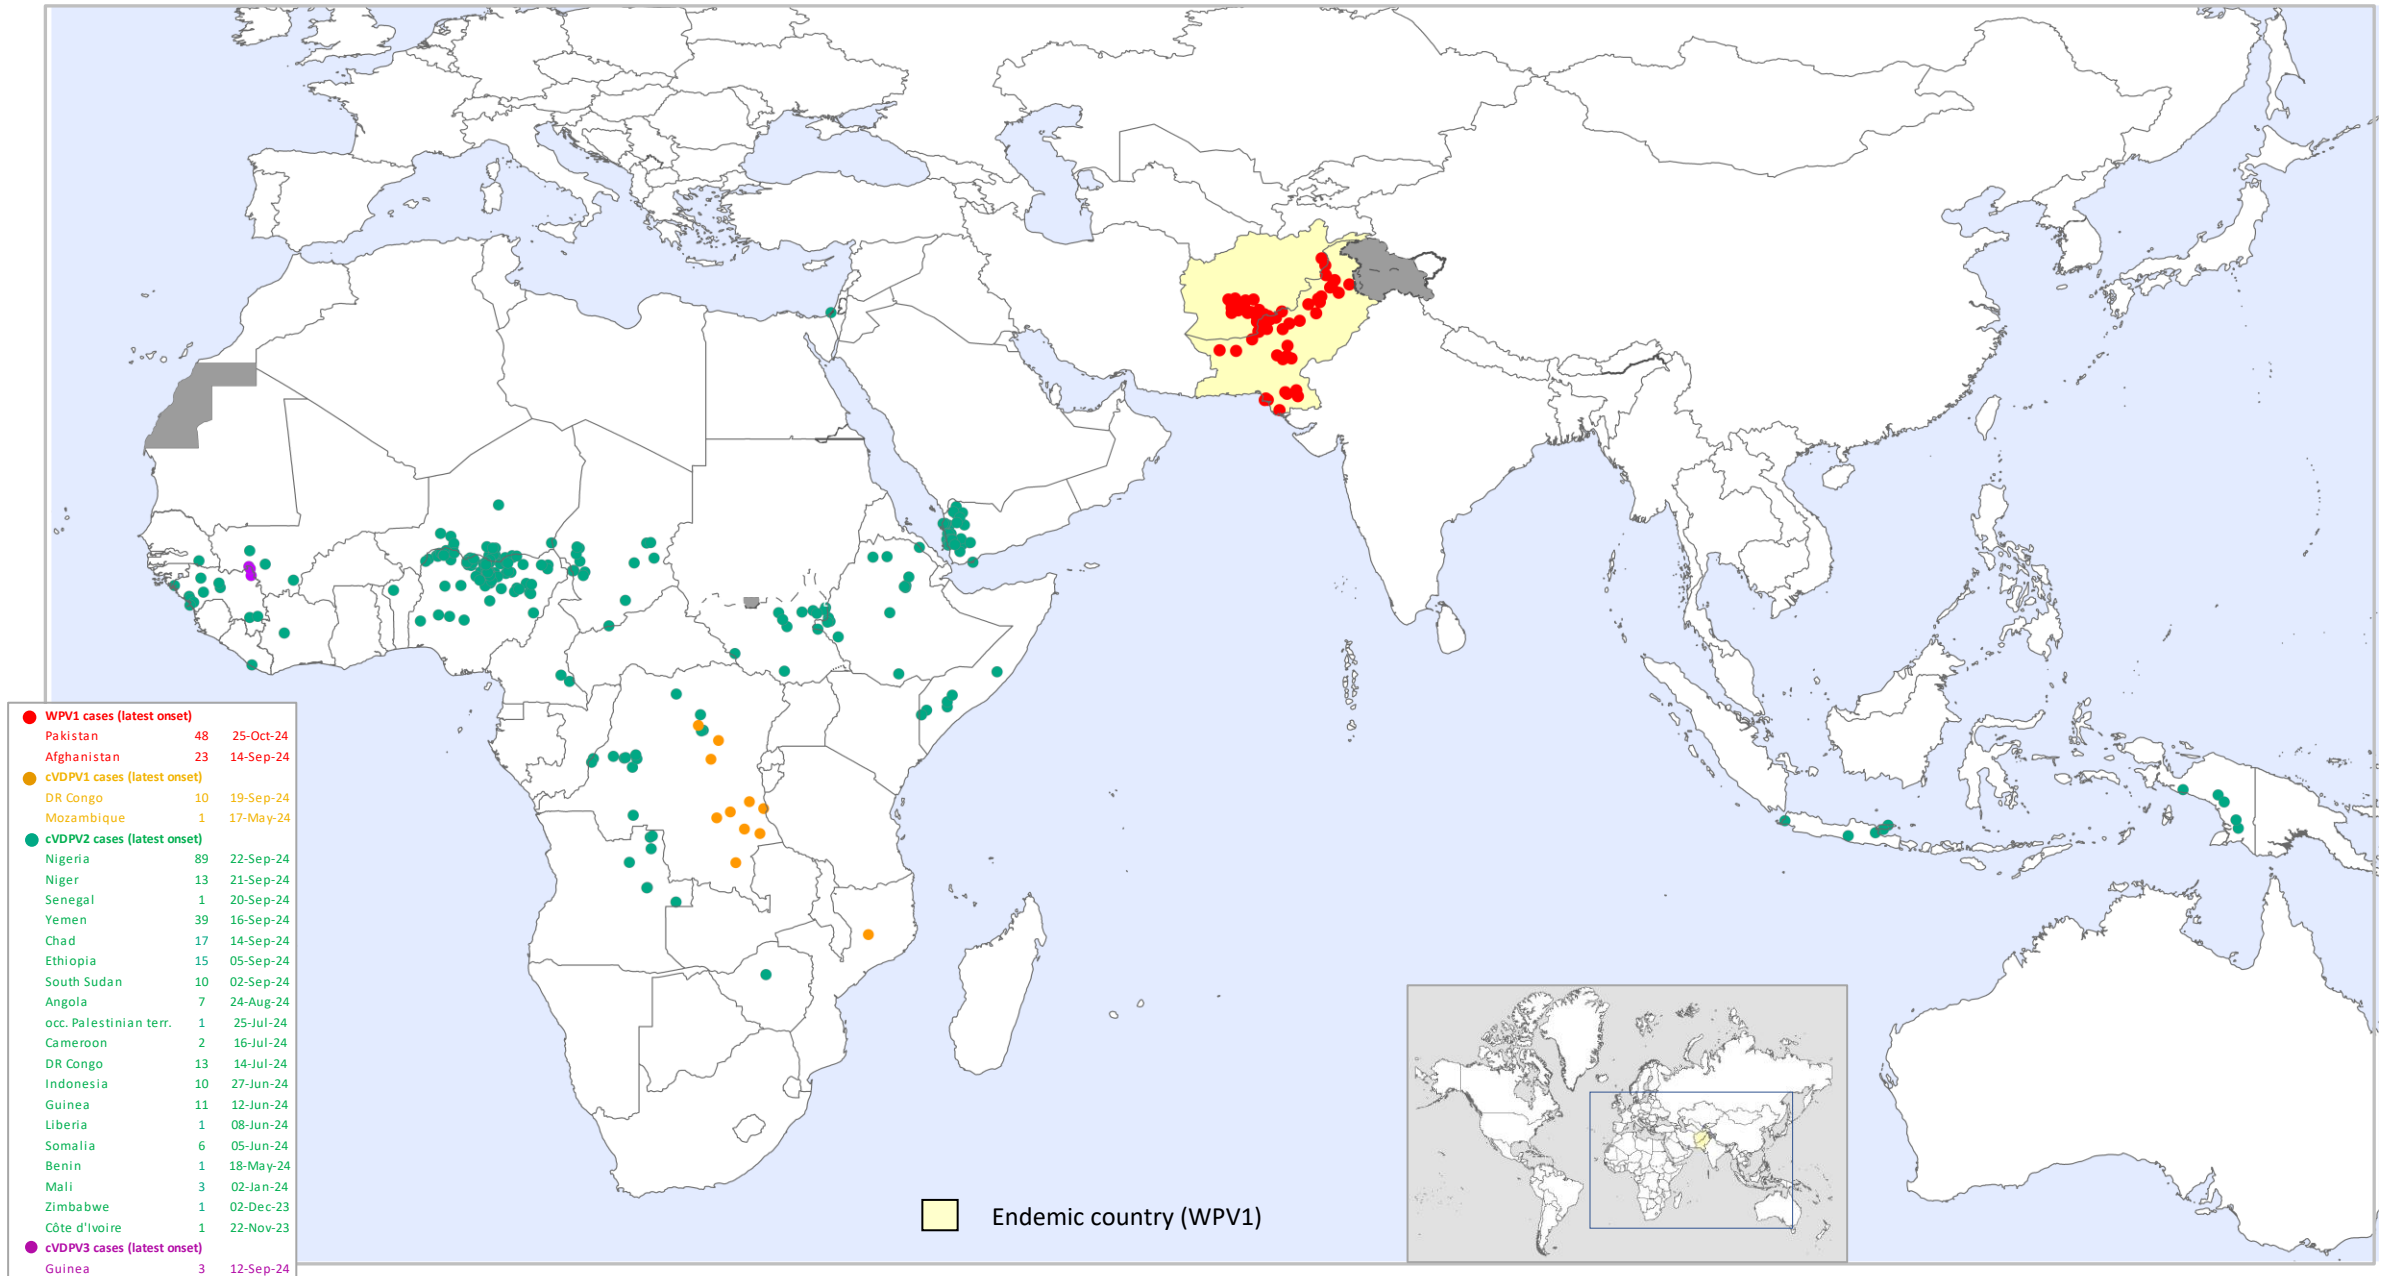 WPV1 cases (latest onset)
Pakistan 48 25-Oct-24
Afghanistan 23 14-Sep-24
cVDPV1 cases (latest onset)
DR Congo 10 19-Sep-24
Mozambique 1 17-May-24
cVDPV2 cases (latest onset)
Nigeria 89 22-Sep-24
Niger 13 21-Sep-24
Senegal 1 20-Sep-24
Yemen 39 16-Sep-24
Chad 17 14-Sep-24
Ethiopia 15 05-Sep-24
South Sudan 10 02-Sep-24
Angola 7 24-Aug-24
occ. Palestinian terr. 1 25-Jul-24
Cameroon 2 16-Jul-24
DR Congo 13 14-Jul-24
Indonesia 10 27-Jun-24
Guinea 11 12-Jun-24
Liberia 1 08-Jun-24
Somalia 6 05-Jun-24
Benin 1 18-May-24
Mali 3 02-Jan-24
Zimbabwe 1 02-Dec-23
Côte d'Ivoire 1 22-Nov-23
cVDPV3 cases (latest onset)
Guinea 3 12-Sep-24
Endemic country (WPV1)